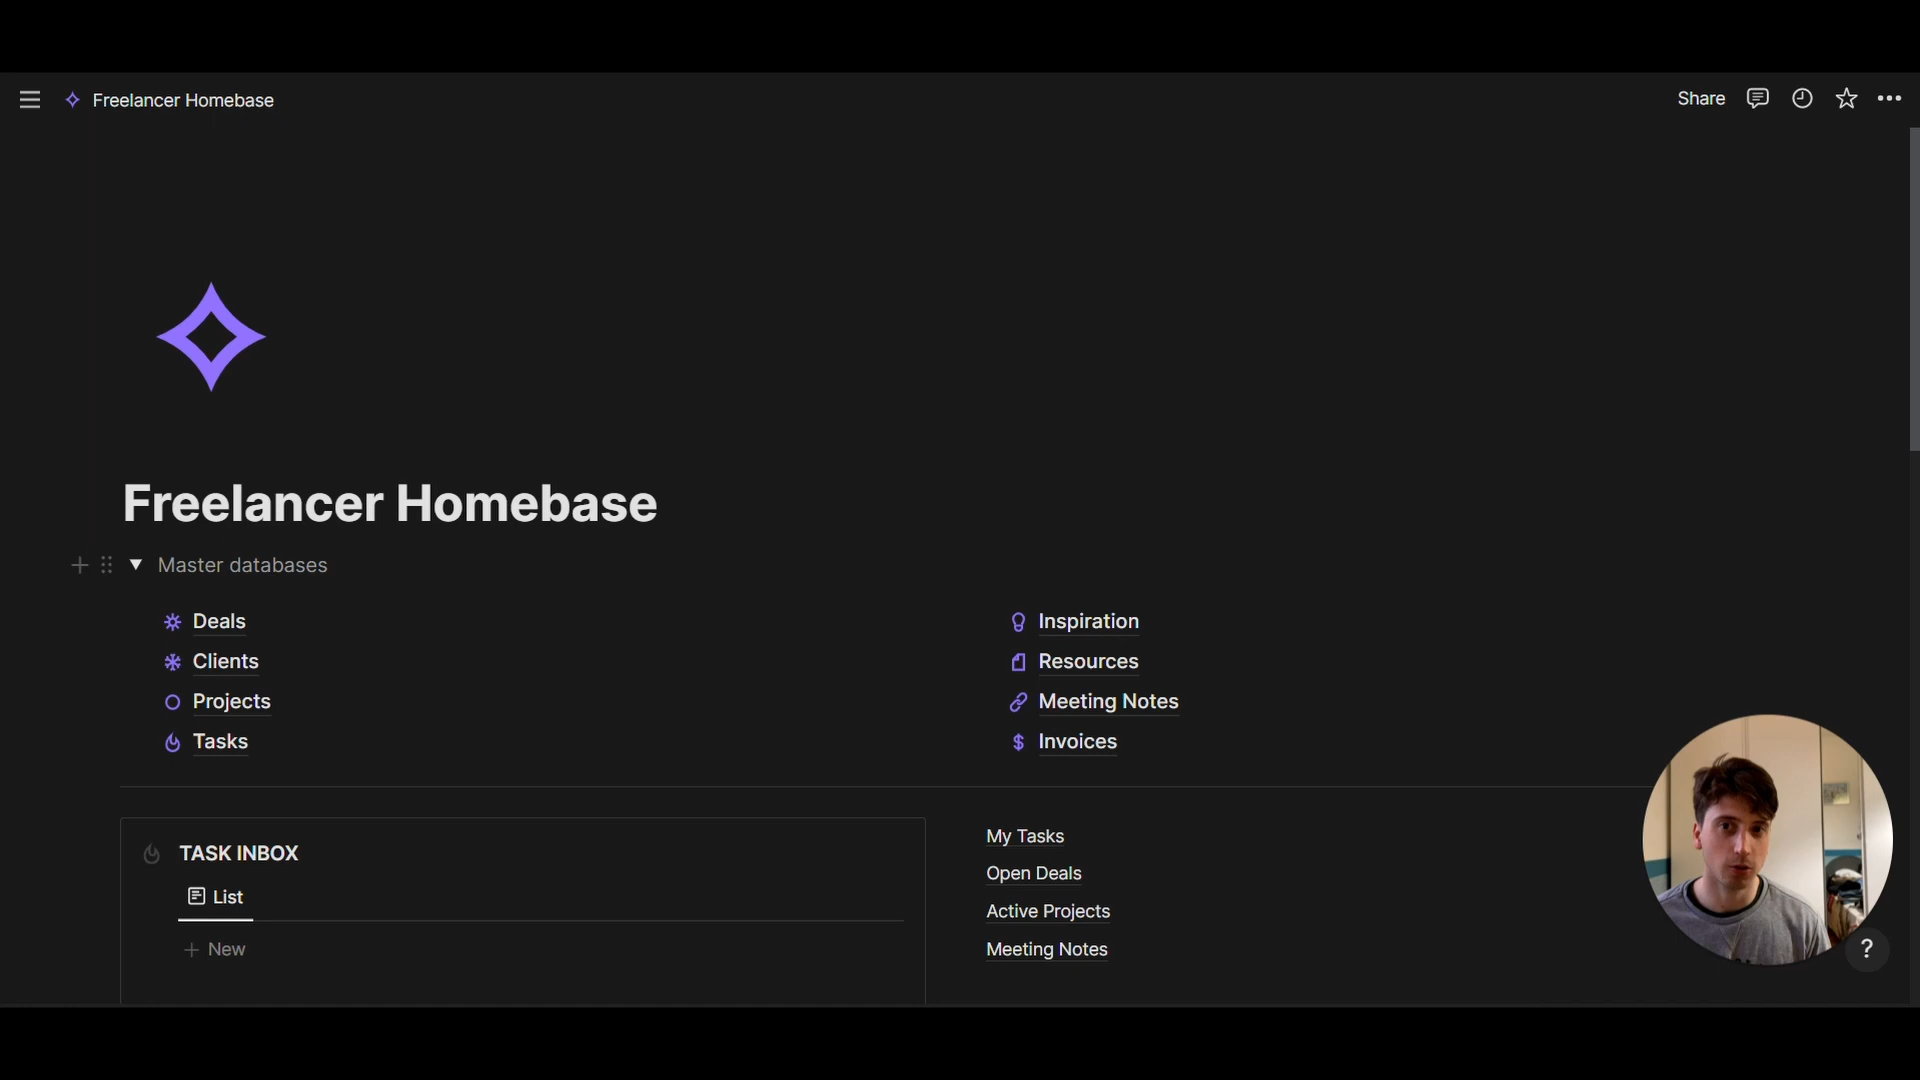 Freelancer Homebase
Share
Freelancer Homebase
Master databases
Deals
Clients
Projects
Tasks
Inspiration
Resources
Meeting Notes
$ Invoices
TASK INBOX
List
+ New
My Tasks
Open Deals
Active Projects
Meeting Notes
?